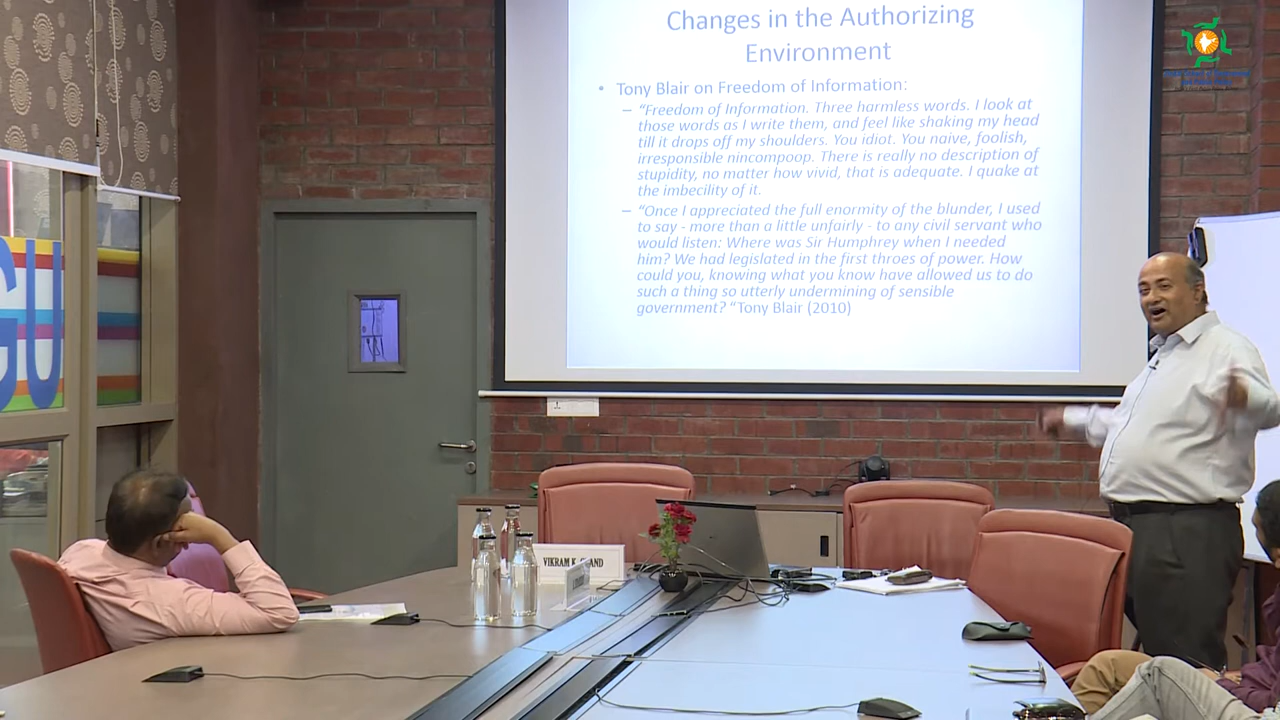 Changes in the Authorizing
Environment
• Tony Blair on Freedom of Information:
– “Freedom of Information. Three harmless words. I look at
those words as I write them, and feel like shaking my head
till it drops off my shoulders. You idiot. You naive, foolish,
irresponsible nincompoop. There is really no description of
stupidity, no matter how vivid, that is adequate. I quake at
the imbecility of it.
– “Once I appreciated the full enormity of the blunder, I used
to say - more than a little unfairly - to any civil servant who
would listen: Where was Sir Humphrey when I needed
him? We had legislated in the first throes of power. How
could you, knowing what you know have allowed us to do
such a thing so utterly undermining of sensible
government? “Tony Blair (2010)
GU
VIKRAM K. CHAND